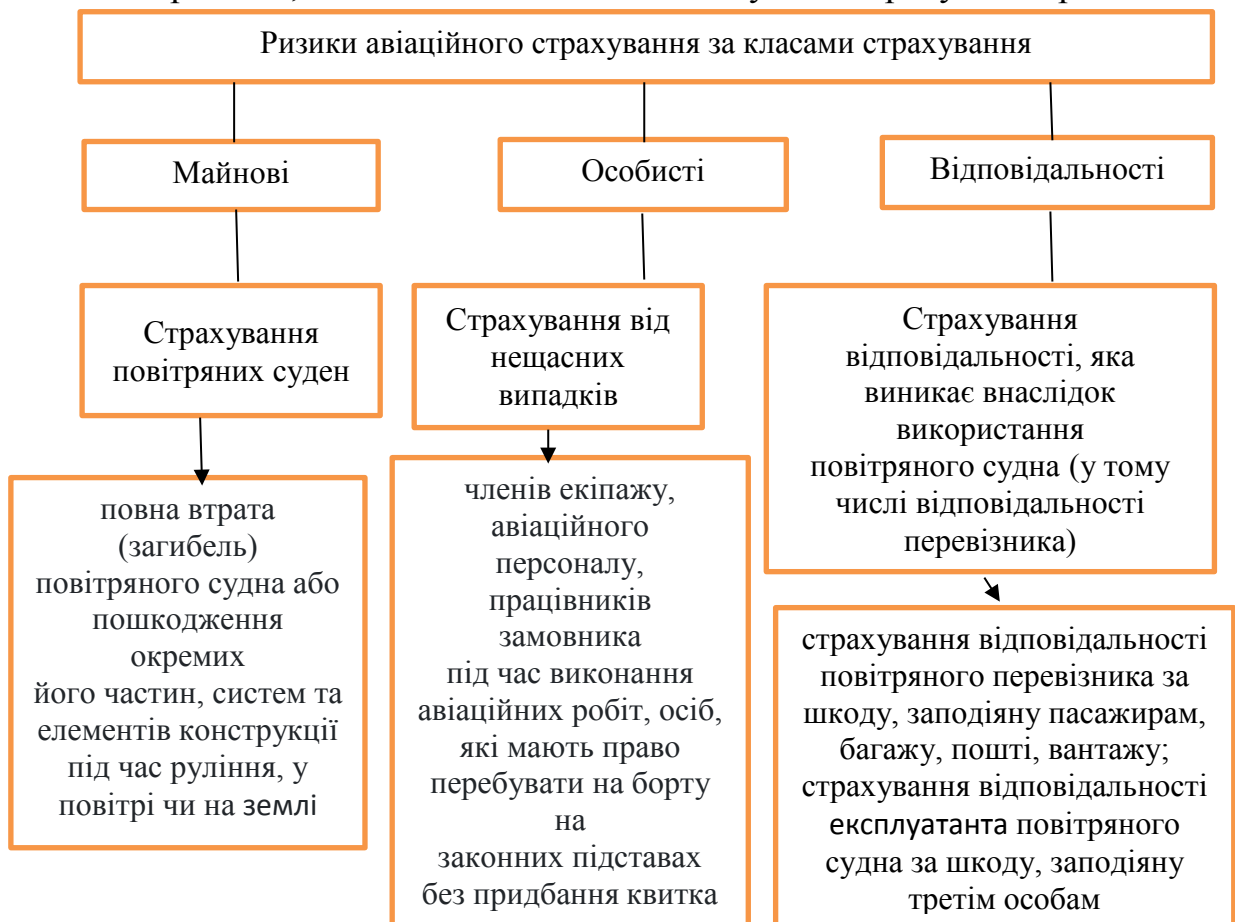 Ризики авіаційного страхування за класами страхування
Майнові
Особисті
Відповідальності
Страхування
повітряних суден
Страхування від
нещасних
випадків
Страхування
відповідальності, яка
виникає внаслідок
використання
повітряного судна (у тому
числі відповідальності
перевізника)
повна втрата
(загибель)
повітряного судна або
пошкодження
окремих
його частин, систем та
елементів конструкції
під час руління, у
повітрі чи на землі
членів екіпажу,
авіаційного
персоналу,
працівників
замовника
під час виконання
авіаційних робіт, осіб,
які мають право
перебувати на борту
на
законних підставах
без придбання квитка
страхування відповідальності
повітряного перевізника за
шкоду, заподіяну пасажирам,
багажу, пошті, вантажу;
страхування відповідальності
експлуатанта повітряного
судна за шкоду, заподіяну
третім особам